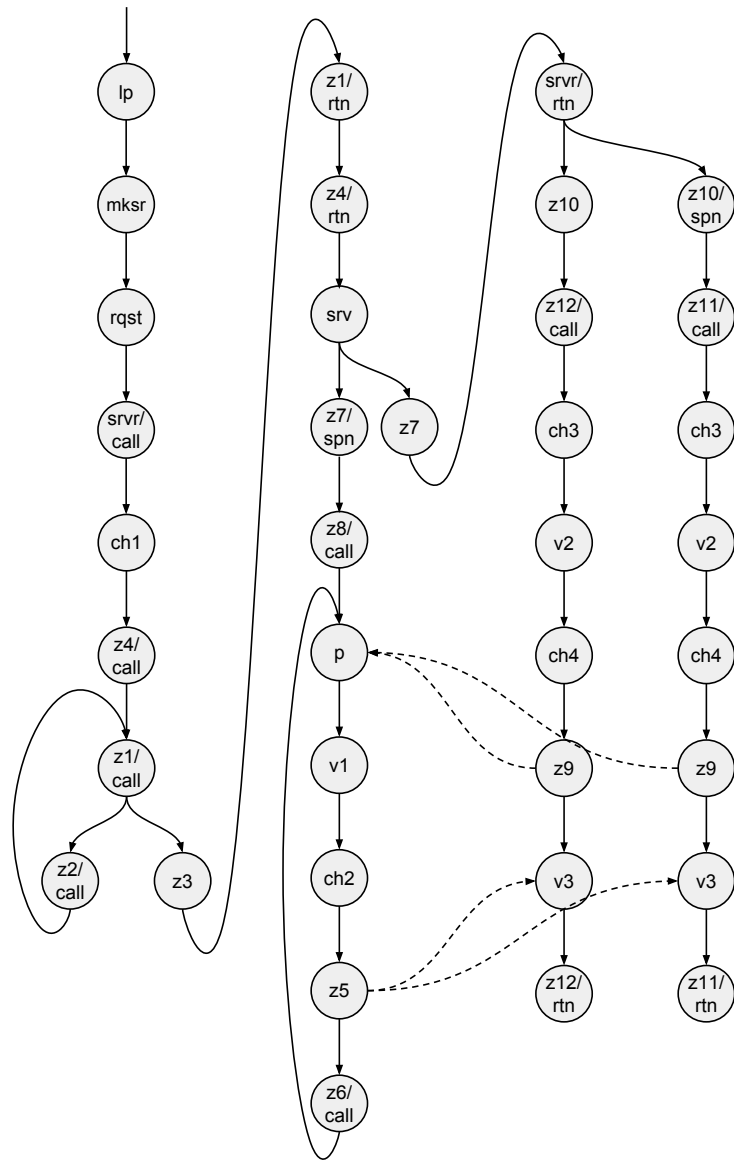 lp
mksr
rqst
srvr/
call
ch1
z4/
call
z1/
call
z2/
call
z3
z1/
rtn
z4/
rtn
srv
z7/
spn
z7
z8/
call
p
v1
ch2
z5
z6/
call
srvr/
rtn
z10
z12/
call
ch3
v2
ch4
z9
v3
z12/
rtn
z10/
spn
z11/
call
ch3
v2
ch4
z9
v3
z11/
rtn